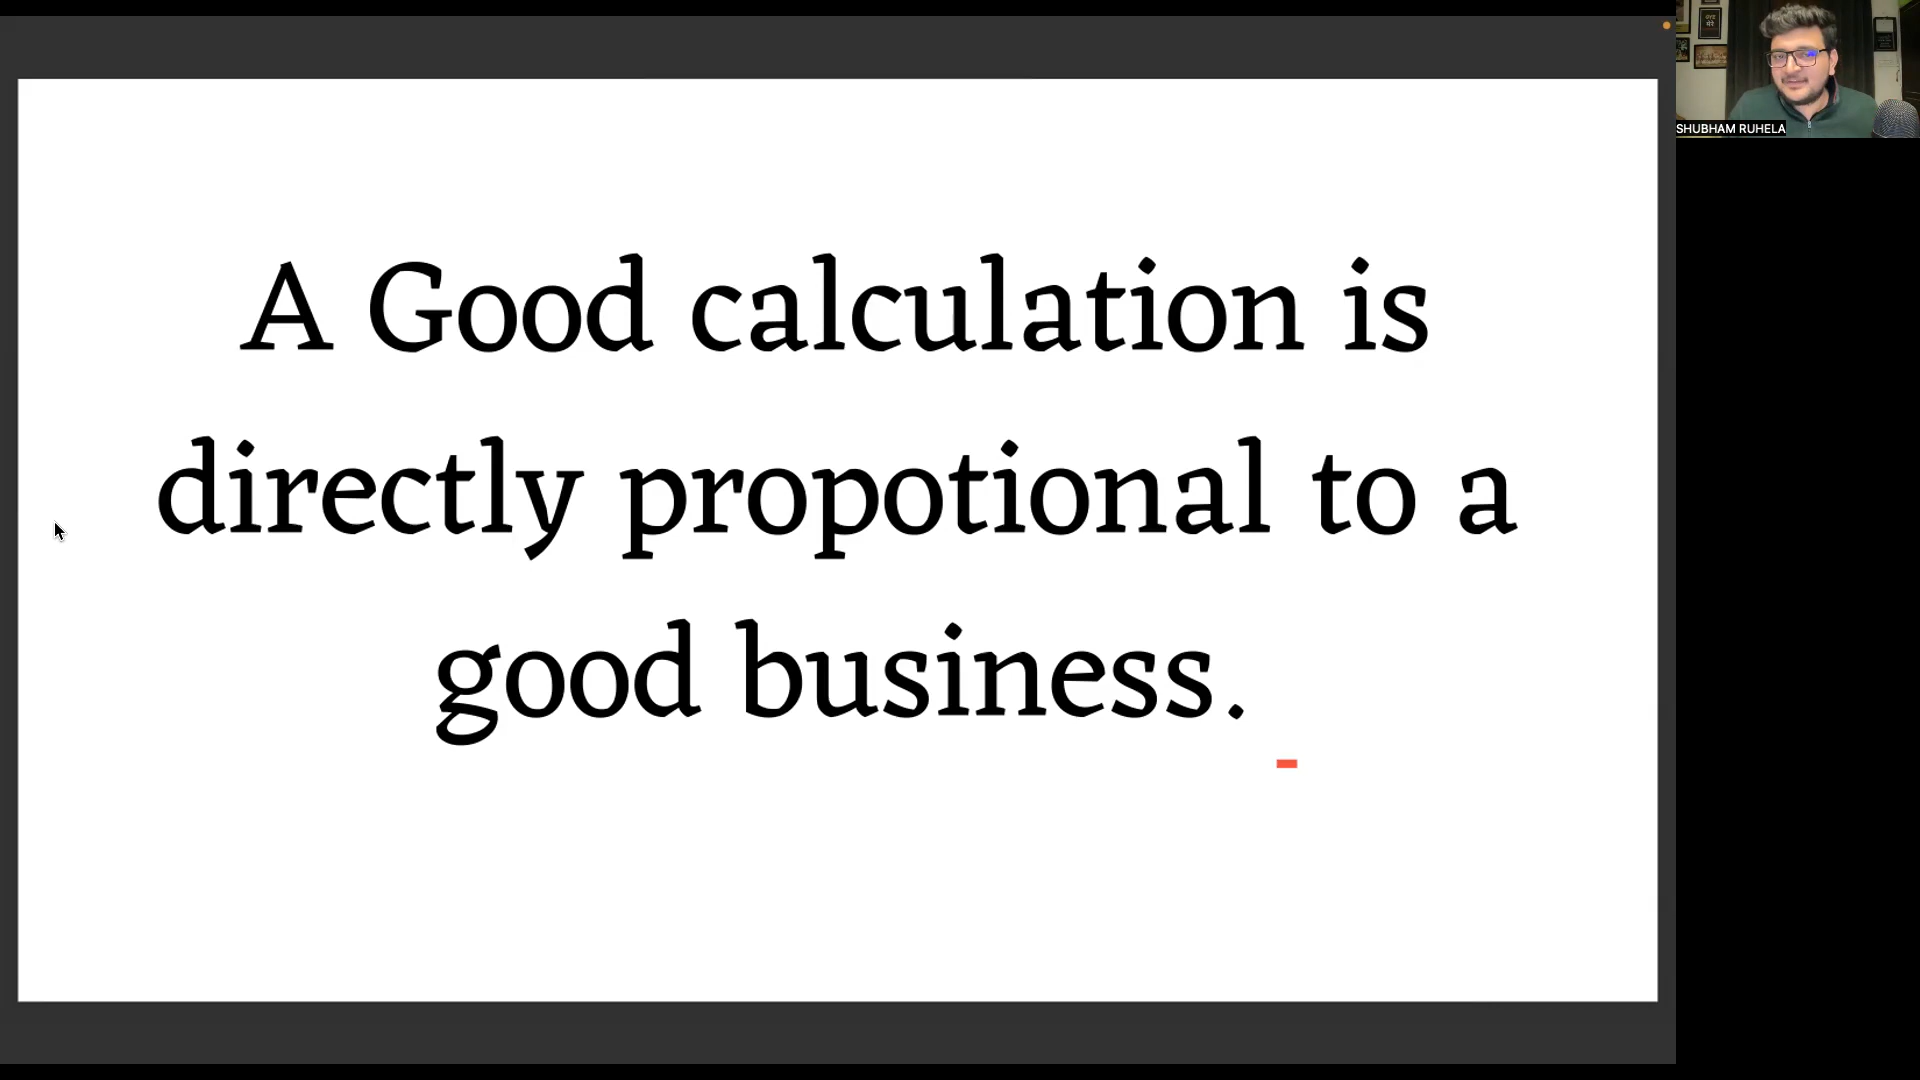 A Good calculation is
directly propotional to a
good business.
SHUBHAM RUHELA